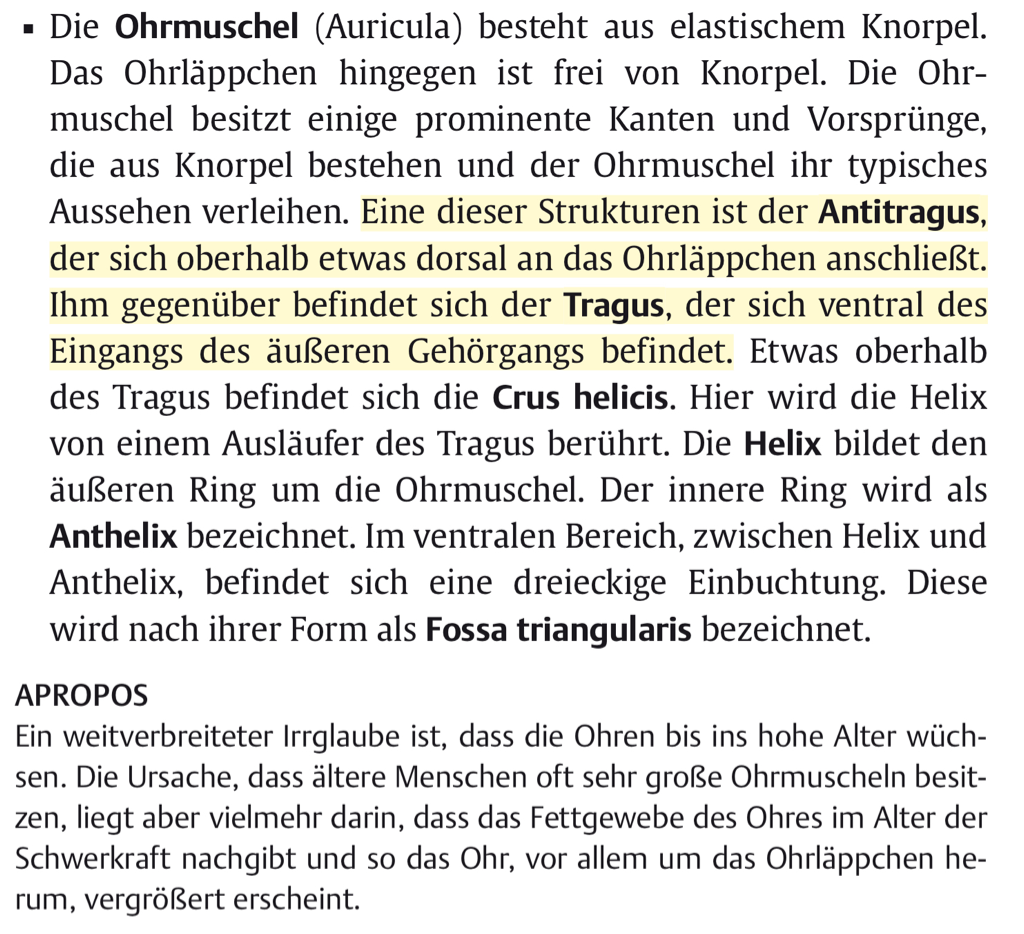 ▪ Die Ohrmuschel (Auricula) besteht aus elastischem Knorpel.
Das Ohrläppchen hingegen ist frei von Knorpel. Die Ohr-
muschel besitzt einige prominente Kanten und Vorsprünge,
die aus Knorpel bestehen und der Ohrmuschel ihr typisches
Aussehen verleihen. Eine dieser Strukturen ist der Antitragus,
der sich oberhalb etwas dorsal an das Ohrläppchen anschließt.
Ihm gegenüber befindet sich der Tragus, der sich ventral des
Eingangs des äußeren Gehörgangs befindet. Etwas oberhalb
des Tragus befindet sich die Crus helicis. Hier wird die Helix
von einem Ausläufer des Tragus berührt. Die Helix bildet den
äußeren Ring um die Ohrmuschel. Der innere Ring wird als
Anthelix bezeichnet. Im ventralen Bereich, zwischen Helix und
Anthelix, befindet sich eine dreieckige Einbuchtung. Diese
wird nach ihrer Form als Fossa triangularis bezeichnet.
APROPOS
Ein weitverbreiteter Irrglaube ist, dass die Ohren bis ins hohe Alter wüch-
sen. Die Ursache, dass ältere Menschen oft sehr große Ohrmuscheln besit-
zen, liegt aber vielmehr darin, dass das Fettgewebe des Ohres im Alter der
Schwerkraft nachgibt und so das Ohr, vor allem um das Ohrläppchen he-
rum, vergrößert erscheint.